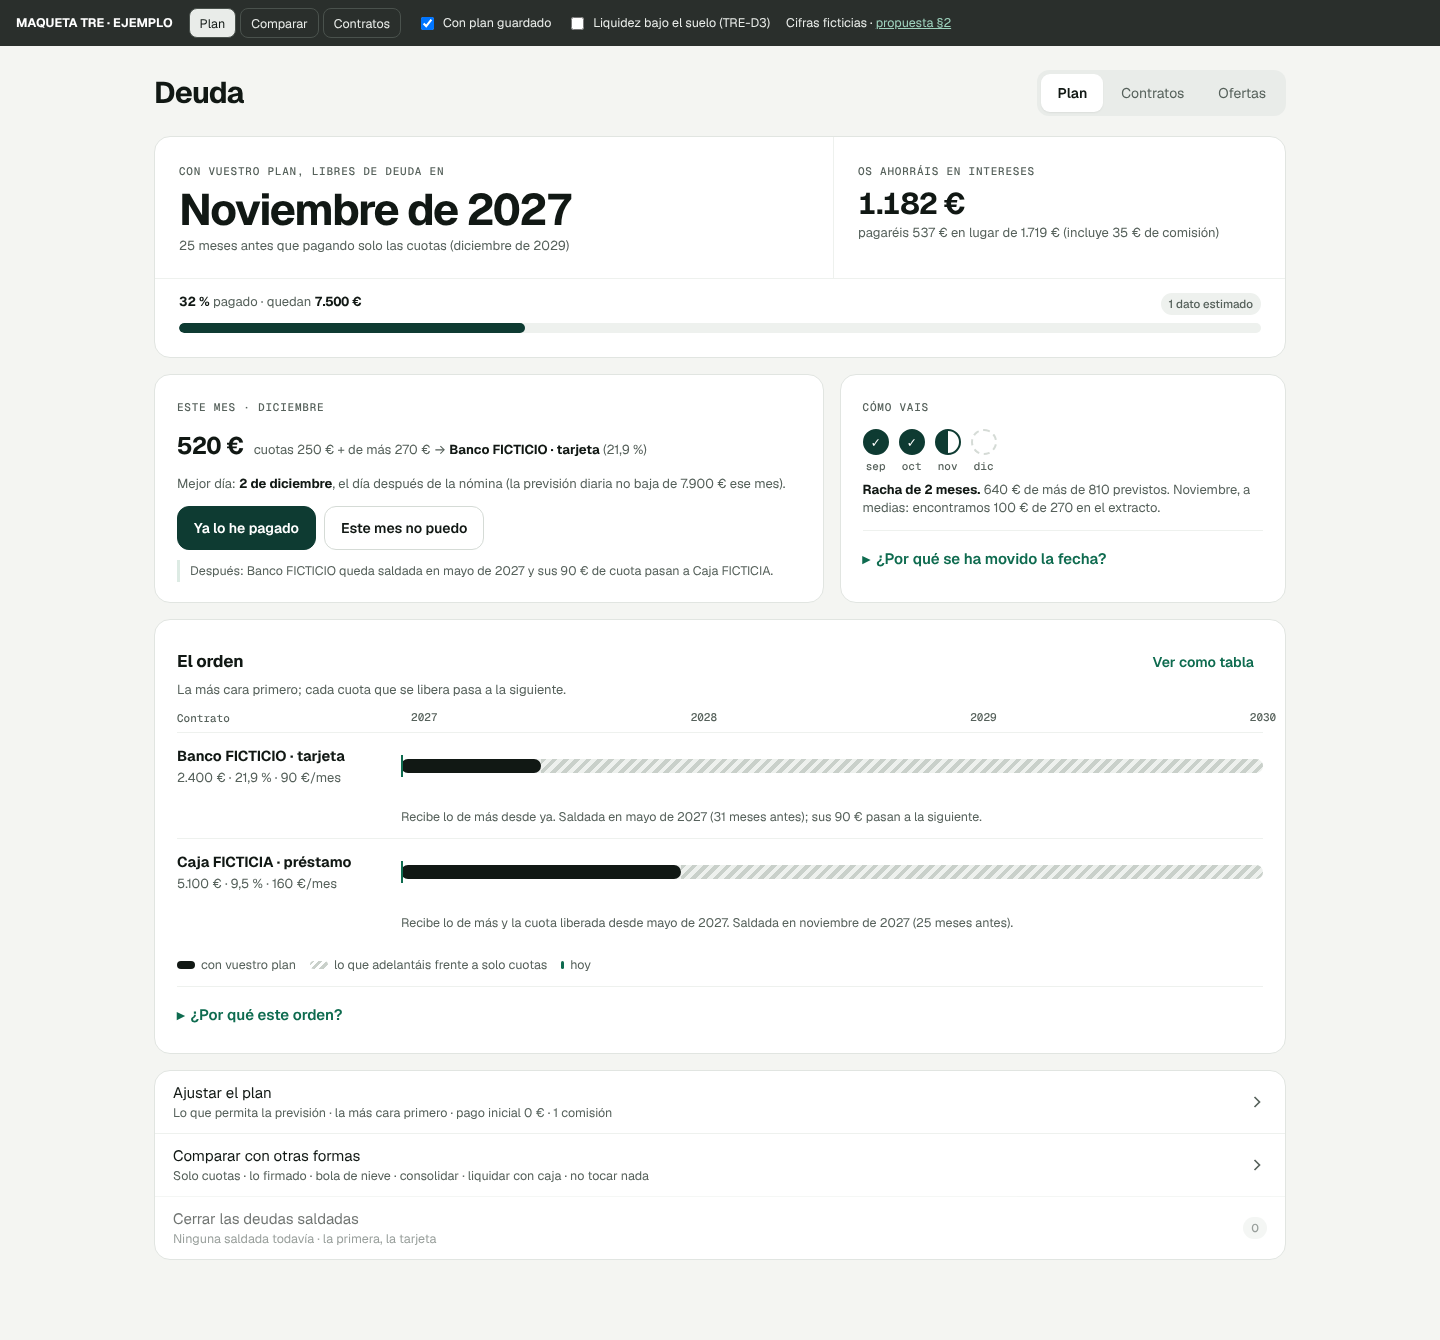 MAQUETA TRE · EJEMPLO
Plan
Comparar
Contratos
Con plan guardado
Liquidez bajo el suelo (TRE-D3)
Cifras ficticias · propuesta §2
Deuda
Plan
Contratos
Ofertas
CON VUESTRO PLAN, LIBRES DE DEUDA EN
Noviembre de 2027
25 meses antes que pagando solo las cuotas (diciembre de 2029)
OS AHORRÁIS EN INTERESES
1.182 €
pagaréis 537 € en lugar de 1.719 € (incluye 35 € de comisión)
32 % pagado · quedan 7.500 €
1 dato estimado
ESTE MES · DICIEMBRE
520 € cuotas 250 € + de más 270 € → Banco FICTICIO · tarjeta (21,9 %)
Mejor día: 2 de diciembre, el día después de la nómina (la previsión diaria no baja de 7.900 € ese mes).
Ya lo he pagado
Este mes no puedo
Después: Banco FICTICIO queda saldada en mayo de 2027 y sus 90 € de cuota pasan a Caja FICTICIA.
CÓMO VAIS
✓ ✓
sep oct nov dic
Racha de 2 meses. 640 € de más de 810 previstos. Noviembre, a
medias: encontramos 100 € de 270 en el extracto.
▸ ¿Por qué se ha movido la fecha?
El orden
Ver como tabla
La más cara primero; cada cuota que se libera pasa a la siguiente.
Contrato 2027 2028 2029 2030
Banco FICTICIO · tarjeta
2.400 € · 21,9 % · 90 €/mes
Recibe lo de más desde ya. Saldada en mayo de 2027 (31 meses antes); sus 90 € pasan a la siguiente.
Caja FICTICIA · préstamo
5.100 € · 9,5 % · 160 €/mes
Recibe lo de más y la cuota liberada desde mayo de 2027. Saldada en noviembre de 2027 (25 meses antes).
con vuestro plan
lo que adelantáis frente a solo cuotas
hoy
▸ ¿Por qué este orden?
Ajustar el plan
Lo que permita la previsión · la más cara primero · pago inicial 0 € · 1 comisión
Comparar con otras formas
Solo cuotas · lo firmado · bola de nieve · consolidar · liquidar con caja · no tocar nada
Cerrar las deudas saldadas
Ninguna saldada todavía · la primera, la tarjeta
0